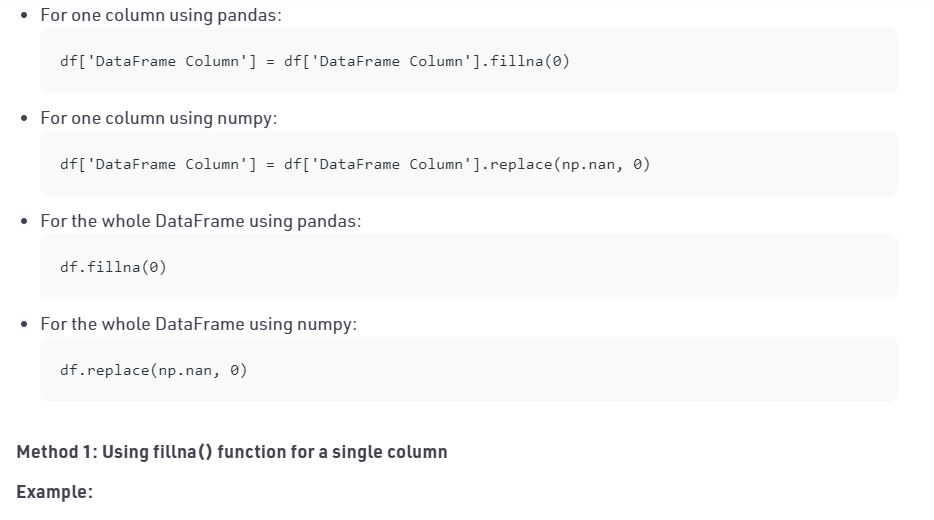 For one column using pandas:
df['DataFrame Column'] = df['DataFrame Column'].fillna(0)
For one column using numpy:
df['DataFrame Column'] = df['DataFrame Column'].replace(np.nan, 0)
For the whole DataFrame using pandas:
df.fillna(0)
For the whole DataFrame using numpy:
df.replace(np.nan, 0)
Method 1: Using fillna() function for a single column
Example: